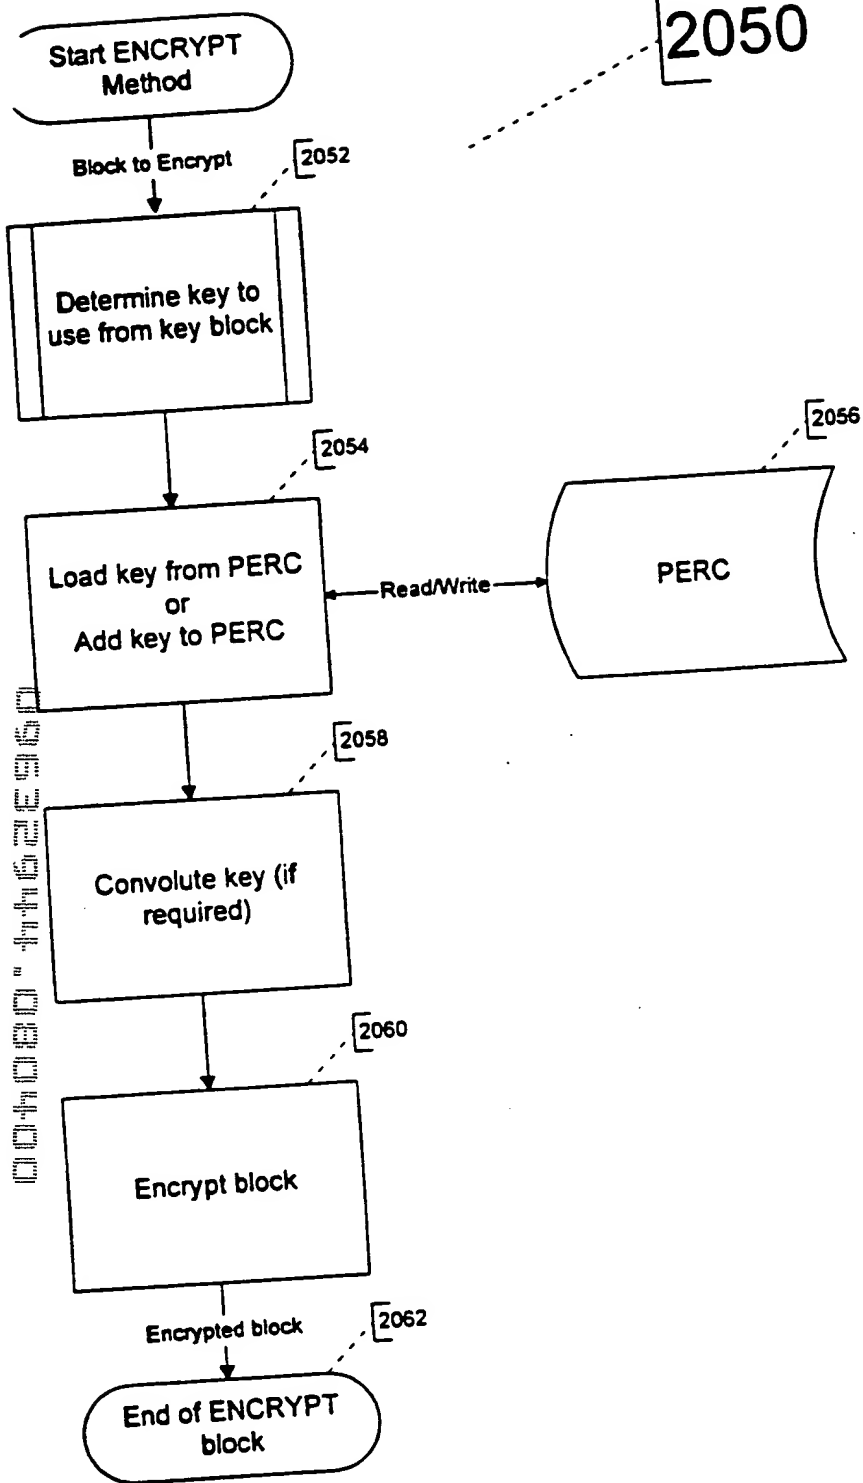 2050
Start ENCRYPT
Method
Block to Encrypt
2052
Determine key to
use from key block
2054
Load key from PERC
or
Add key to PERC
Read/Write
2056
PERC
2058
Convolute key (if
required)
2060
Encrypt block
Encrypted block
2062
End of ENCRYPT
block
09632944.080400